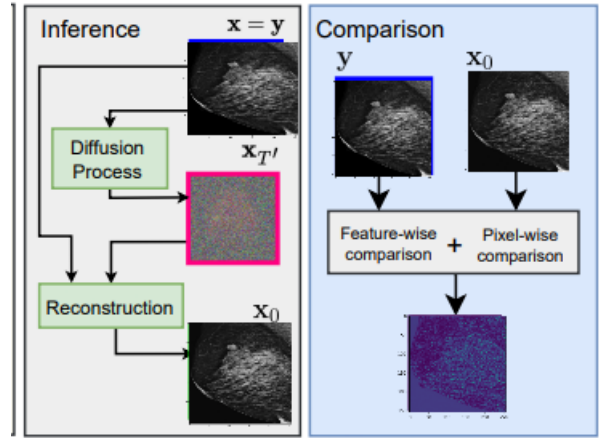 Inference
x = y
Diffusion
Process
x_{T'}
Reconstruction
x_0
Comparison
y
x_0
Feature-wise
comparison
+
Pixel-wise
comparison